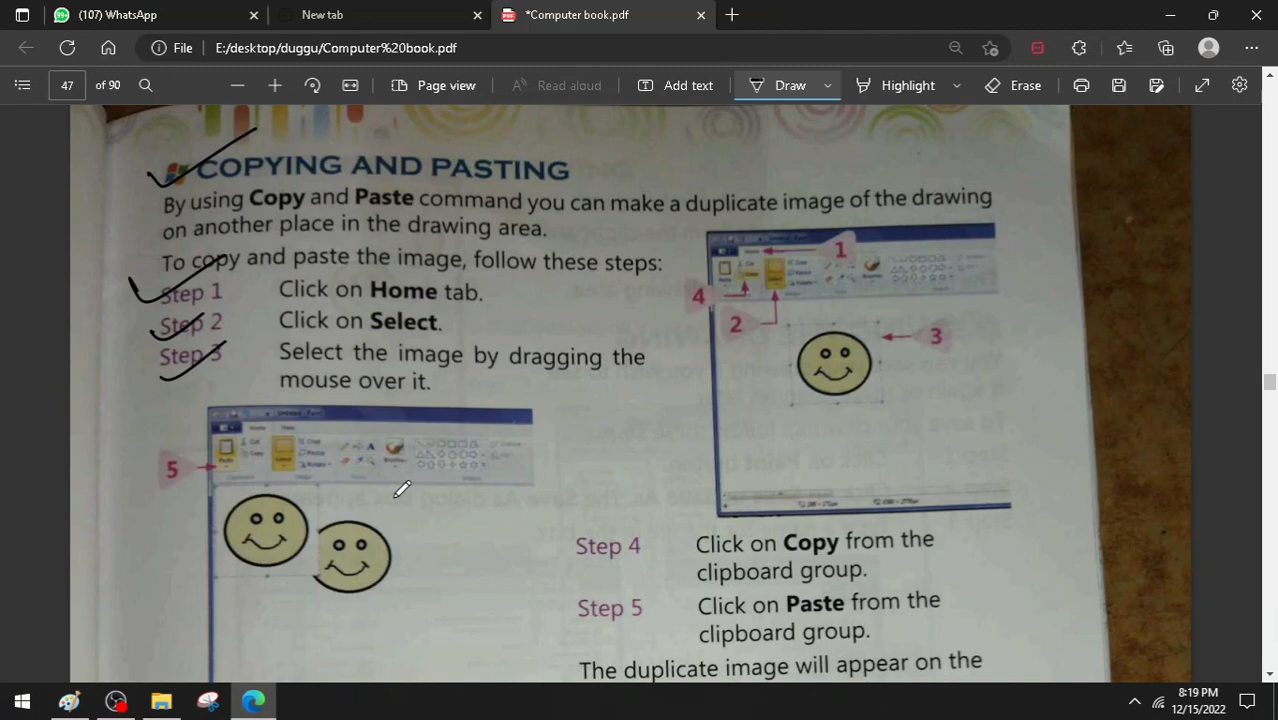 (107) WhatsApp
New tab
*Computer book.pdf
File
E:/desktop/duggu/Computer%20book.pdf
47
of 90
Page view
Read aloud
Add text
Draw
Highlight
Erase
COPYING AND PASTING
By using Copy and Paste command you can make a duplicate image of the drawing
on another place in the drawing area.
To copy and paste the image, follow these steps:
Step 1 Click on Home tab.
Step 2 Click on Select.
Step 3 Select the image by dragging the
mouse over it.
1
4
2
3
5
Step 4 Click on Copy from the
clipboard group.
Step 5 Click on Paste from the
clipboard group.
The duplicate image will appear on the
8:19 PM
12/15/2022